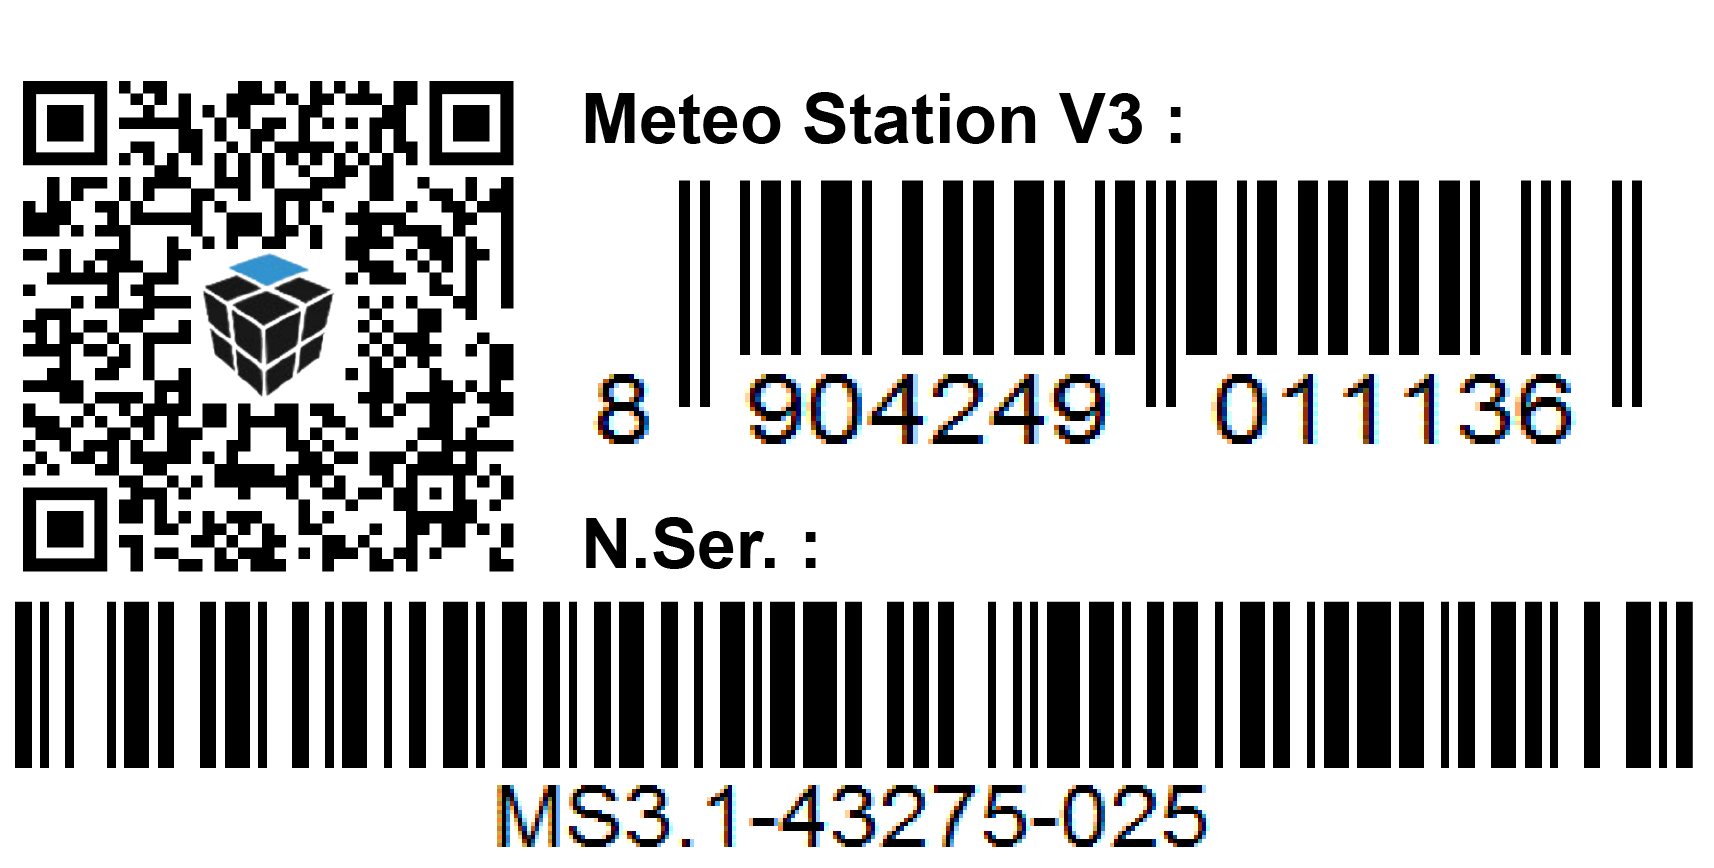 Meteo Station V3 :
8 904249 011136
N.Ser. :
MS3.1-43275-025